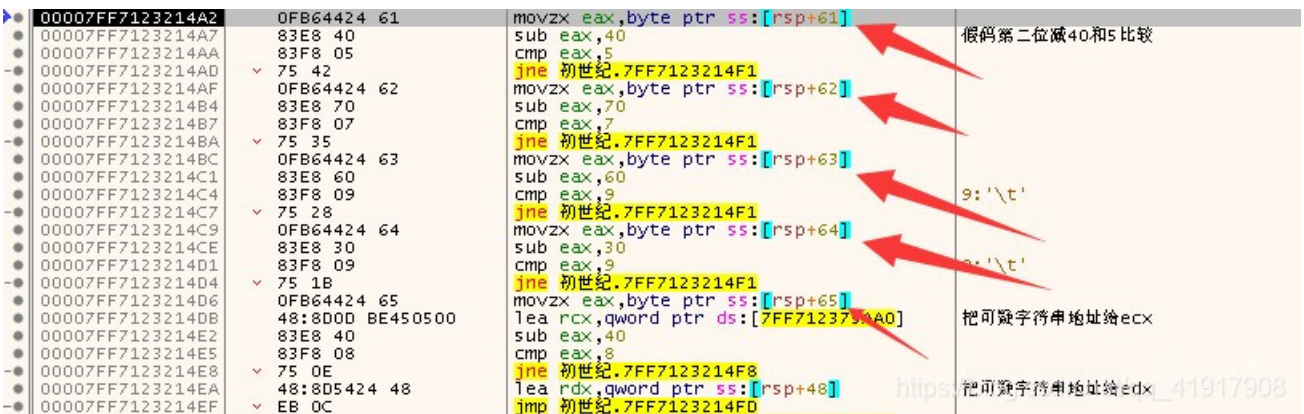 00007FF7123214A2 0FB64424 61 movzx eax,byte ptr ss:[rsp+61]
00007FF7123214A7 83E8 40 sub eax,40 假码第二位减40和5比较
00007FF7123214AA 83F8 05 cmp eax,5
00007FF7123214AD 75 42 jne 初世纪.7FF7123214F1
00007FF7123214AF 0FB64424 62 movzx eax,byte ptr ss:[rsp+62]
00007FF7123214B4 83E8 70 sub eax,70
00007FF7123214B7 83F8 07 cmp eax,7
00007FF7123214BA 75 35 jne 初世纪.7FF7123214F1
00007FF7123214BC 0FB64424 63 movzx eax,byte ptr ss:[rsp+63]
00007FF7123214C1 83E8 60 sub eax,60
00007FF7123214C4 83F8 09 cmp eax,9 9:'\t'
00007FF7123214C7 75 28 jne 初世纪.7FF7123214F1
00007FF7123214C9 0FB64424 64 movzx eax,byte ptr ss:[rsp+64]
00007FF7123214CE 83E8 30 sub eax,30
00007FF7123214D1 83F8 09 cmp eax,9 9:'\t'
00007FF7123214D4 75 1B jne 初世纪.7FF7123214F1
00007FF7123214D6 0FB64424 65 movzx eax,byte ptr ss:[rsp+65]
00007FF7123214DB 48:8D0D BE450500 lea rcx,qword ptr ds:[7FF712375AA0] 把可疑字符串地址给ecx
00007FF7123214E2 83E8 40 sub eax,40
00007FF7123214E5 83F8 08 cmp eax,8
00007FF7123214E8 75 0E jne 初世纪.7FF7123214F8
00007FF7123214EA 48:8D5424 48 lea rdx,qword ptr ss:[rsp+48] 把可疑字符串地址给edx
00007FF7123214EF EB 0C jmp 初世纪.7FF7123214FD